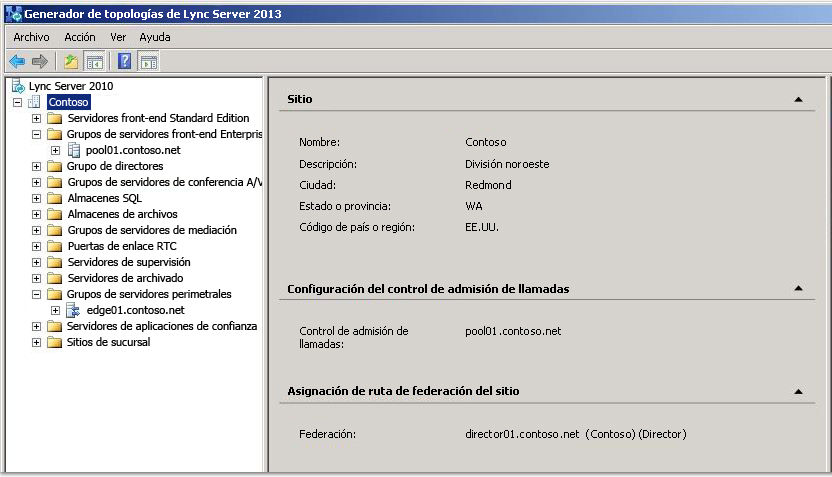 Generador de topologías de Lync Server 2013
Archivo Acción Ver Ayuda
Lync Server 2010
Contoso
Servidores front-end Standard Edition
Grupos de servidores front-end Enterpris
pool01.contoso.net
Grupo de directores
Grupos de servidores de conferencia A/V
Almacenes SQL
Almacenes de archivos
Grupos de servidores de mediación
Puertas de enlace RTC
Servidores de supervisión
Servidores de archivado
Grupos de servidores perimetrales
edge01.contoso.net
Servidores de aplicaciones de confianza
Sitios de sucursal
Sitio
Nombre: Contoso
Descripción: División noroeste
Ciudad: Redmond
Estado o provincia: WA
Código de país o región: EE.UU.
Configuración del control de admisión de llamadas
Control de admisión de pool01.contoso.net
llamadas:
Asignación de ruta de federación del sitio
Federación: director01.contoso.net (Contoso) (Director)